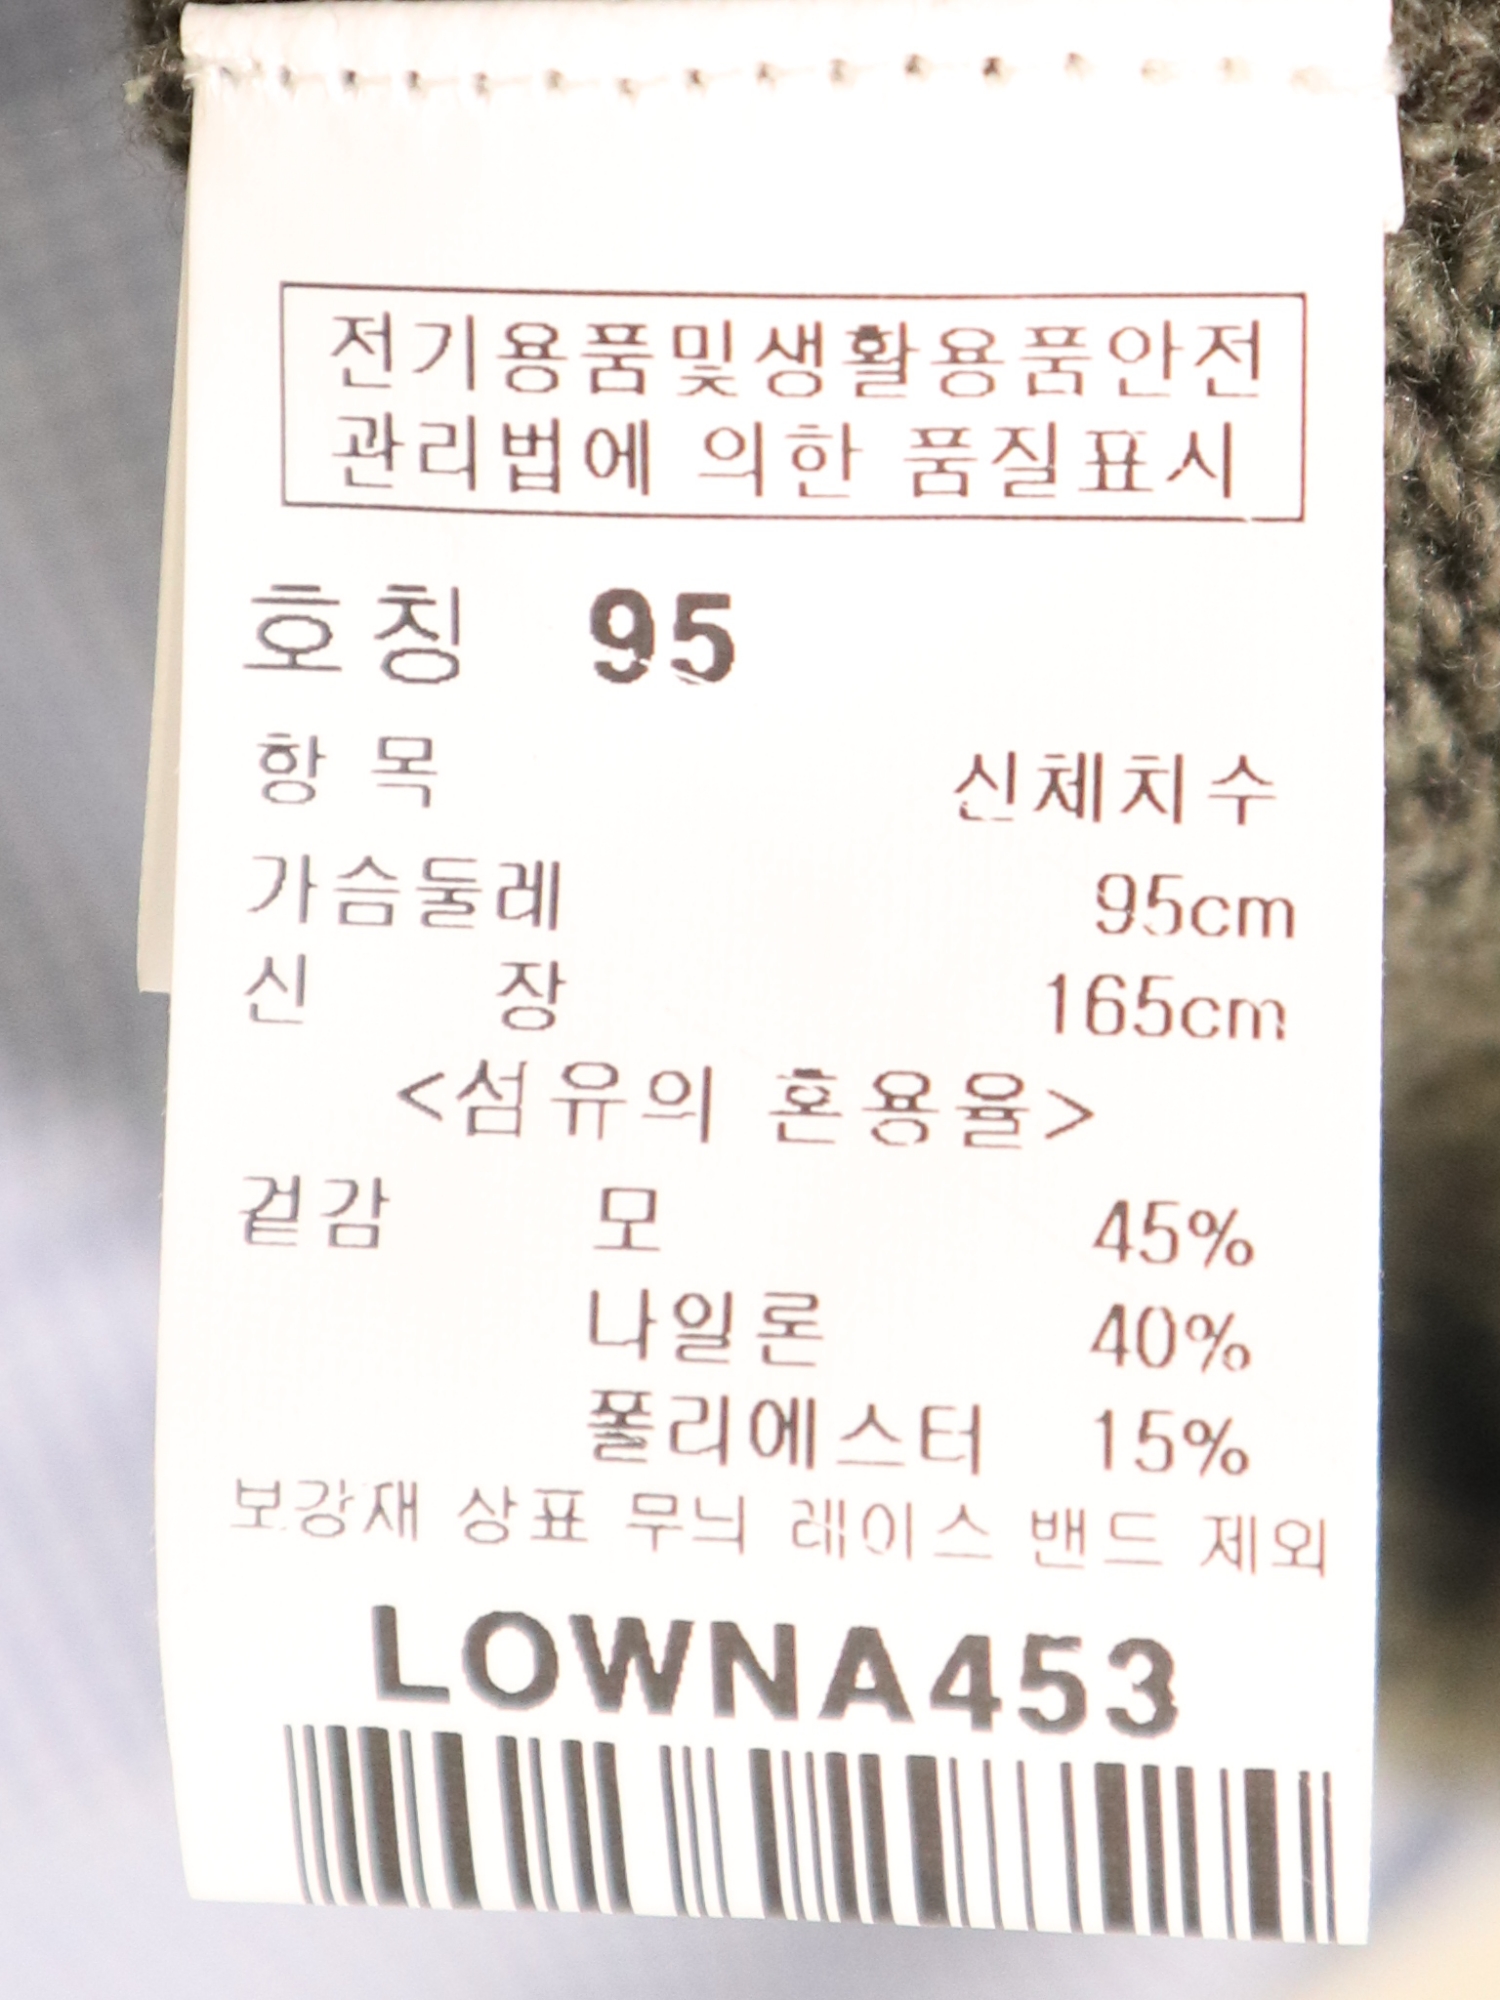 전기용품및생활용품안전
관리법에 의한 품질표시
호칭 95
항목 신체치수
가슴둘레 95cm
신장 165cm
<섬유의 혼용율>
겉감 모 45%
나일론 40%
폴리에스터 15%
보강재 상표 무늬 레이스 밴드 제외
LOWNA453